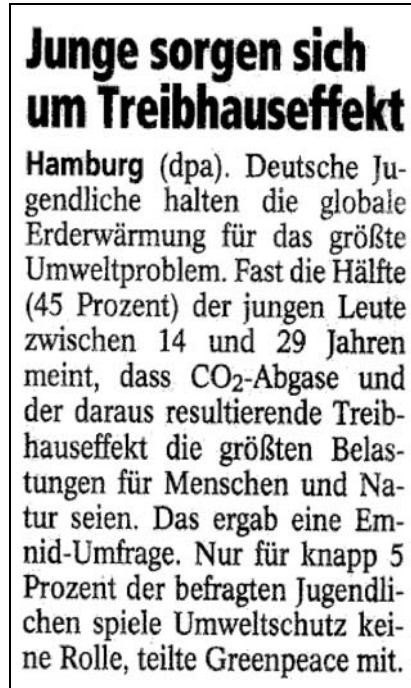 Junge sorgen sich
um Treibhauseffekt
Hamburg (dpa). Deutsche Ju-
gendliche halten die globale
Erderwärmung für das größte
Umweltproblem. Fast die Hälfte
(45 Prozent) der jungen Leute
zwischen 14 und 29 Jahren
meint, dass CO₂-Abgase und
der daraus resultierende Treib-
hauseffekt die größten Belas-
tungen für Menschen und Na-
tur seien. Das ergab eine Em-
nid-Umfrage. Nur für knapp 5
Prozent der befragten Jugendli-
chen spiele Umweltschutz kei-
ne Rolle, teilte Greenpeace mit.